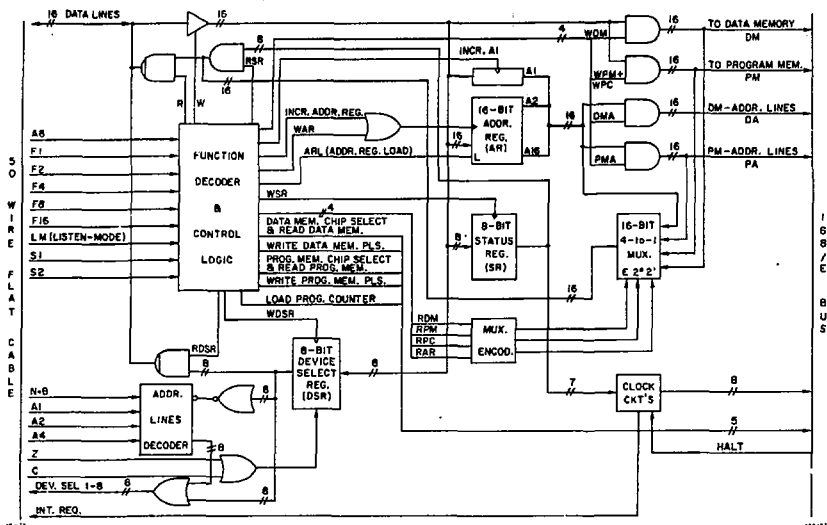 16 DATA LINES
16
8
4
WDM
16
TO DATA MEMORY
DM
INCR. A1
RSR
16
A1
WPM+
WPC
16
TO PROGRAM MEM.
PM
R
W
INCR. ADDR. REG.
WAR
16-BIT
ADDR.
REG.
(AR)
L
A2
A16
16
16
DMA
16
DM-ADDR. LINES
DA
PMA
16
PM-ADDR. LINES
PA
A8
F1
F2
F4
F8
F16
LM (LISTEN-MODE)
S1
S2
FUNCTION
DECODER
&
CONTROL
LOGIC
ARL (ADDR. REG. LOAD)
WSR
4
DATA MEM. CHIP SELECT
& READ DATA MEM.
WRITE DATA MEM. PLS.
PROG. MEM. CHIP SELECT
& READ PROG. MEM.
WRITE PROG. MEM. PLS.
LOAD PROG. COUNTER
WDSR
8
8-BIT
STATUS
REG.
(SR)
16-BIT
4-to-1
MUX.
E 2º 2'
16
RDM
RPM
RPC
RAR
MUX.
ENCOD.
RDSR
8
8-BIT
DEVICE
SELECT
REG.
(DSR)
8
N=8
A1
A2
A4
ADDR.
LINES
DECODER
8
8
7
CLOCK
CKT'S
8
5
HALT
Z
C
DEV. SEL 1-8
8
8
INT. REQ.
50 WIRE FLAT CABLE
168/E BUS